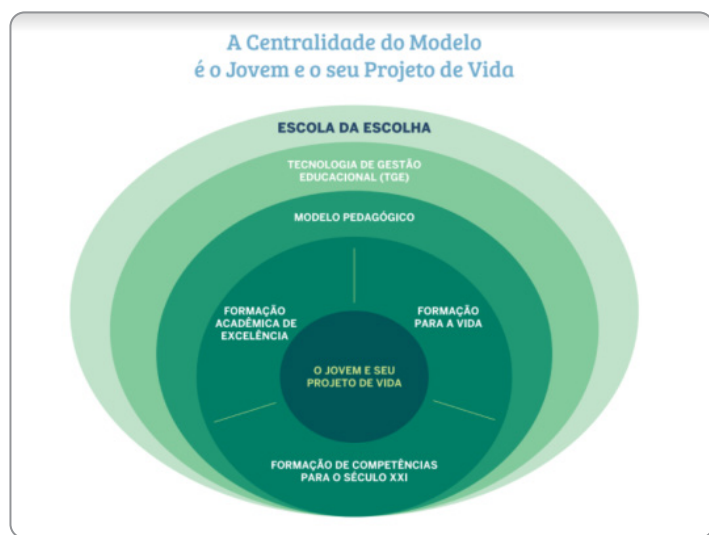 A Centralidade do Modelo
é o Jovem e o seu Projeto de Vida
ESCOLA DA ESCOLHA
TECNOLOGIA DE GESTÃO
EDUCACIONAL (TGE)
MODELO PEDAGÓGICO
FORMAÇÃO
ACADÊMICA DE
EXCELÊNCIA
FORMAÇÃO
PARA A VIDA
O JOVEM E SEU
PROJETO DE VIDA
FORMAÇÃO DE COMPETÊNCIAS
PARA O SÉCULO XXI